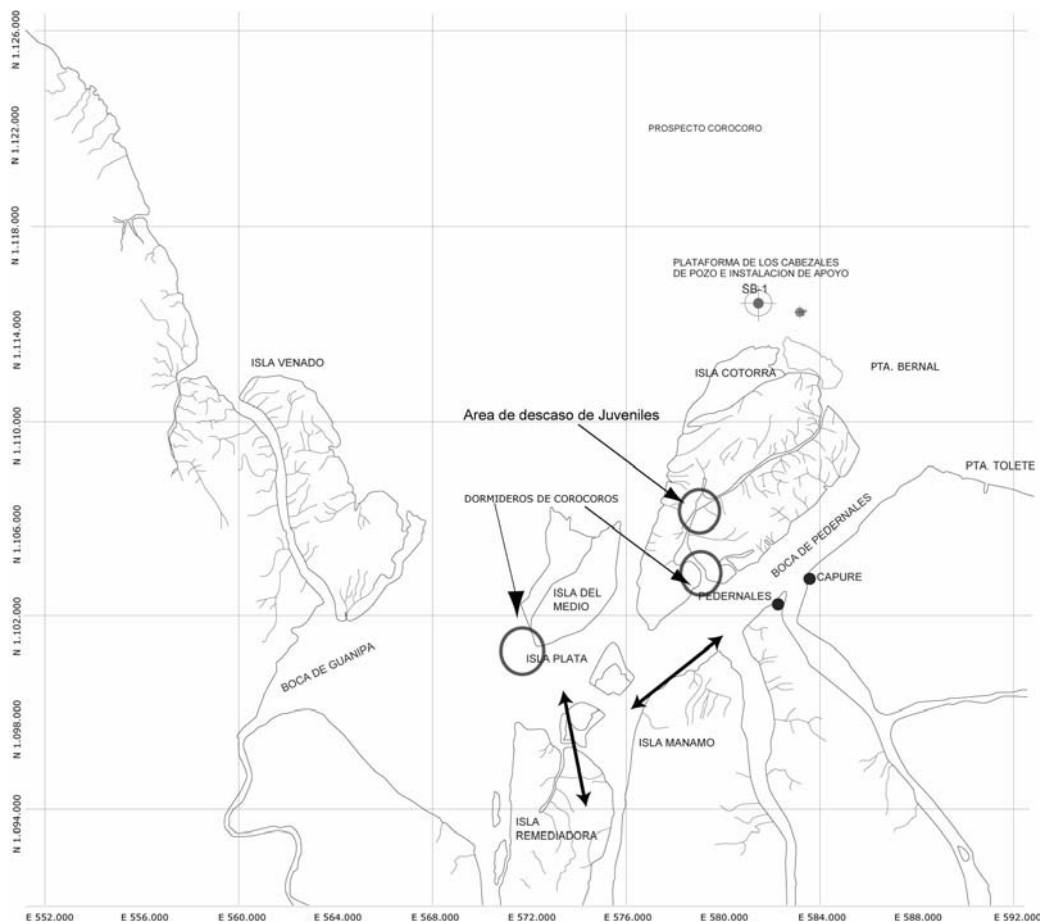 N 1.126.000
N 1.122.000
N 1.118.000
N 1.114.000
N 1.110.000
N 1.106.000
N 1.102.000
N 1.098.000
N 1.094.000
PROSPECTO COROCORO
PLATAFORMA DE LOS CABEZALES
DE POZO E INSTALACION DE APOYO
SB-1
ISLA VENADO
ISLA COTORRA
PTA. BERNAL
Area de descaso de Juveniles
PTA. TOLETE
DORMIDEROS DE COROCOROS
BOCA DE PEDERNALES
CAPURE
ISLA DEL
MEDIO
PEDERNALES
ISLA PLATA
BOCA DE GUANIPA
ISLA MANAMO
ISLA
REMEDIADORA
E 552.000
E 556.000
E 560.000
E 564.000
E 568.000
E 572.000
E 576.000
E 580.000
E 584.000
E 588.000
E 592.000